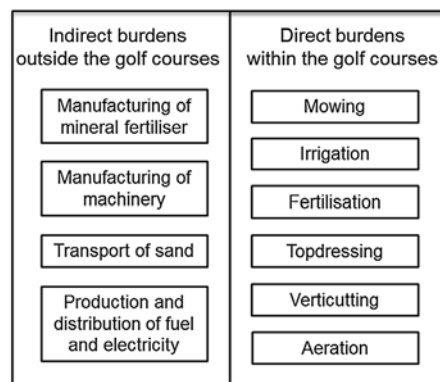 Indirect burdens
outside the golf courses
Manufacturing of
mineral fertiliser
Manufacturing of
machinery
Transport of sand
Production and
distribution of fuel
and electricity
Direct burdens
within the golf courses
Mowing
Irrigation
Fertilisation
Topdressing
Verticutting
Aeration